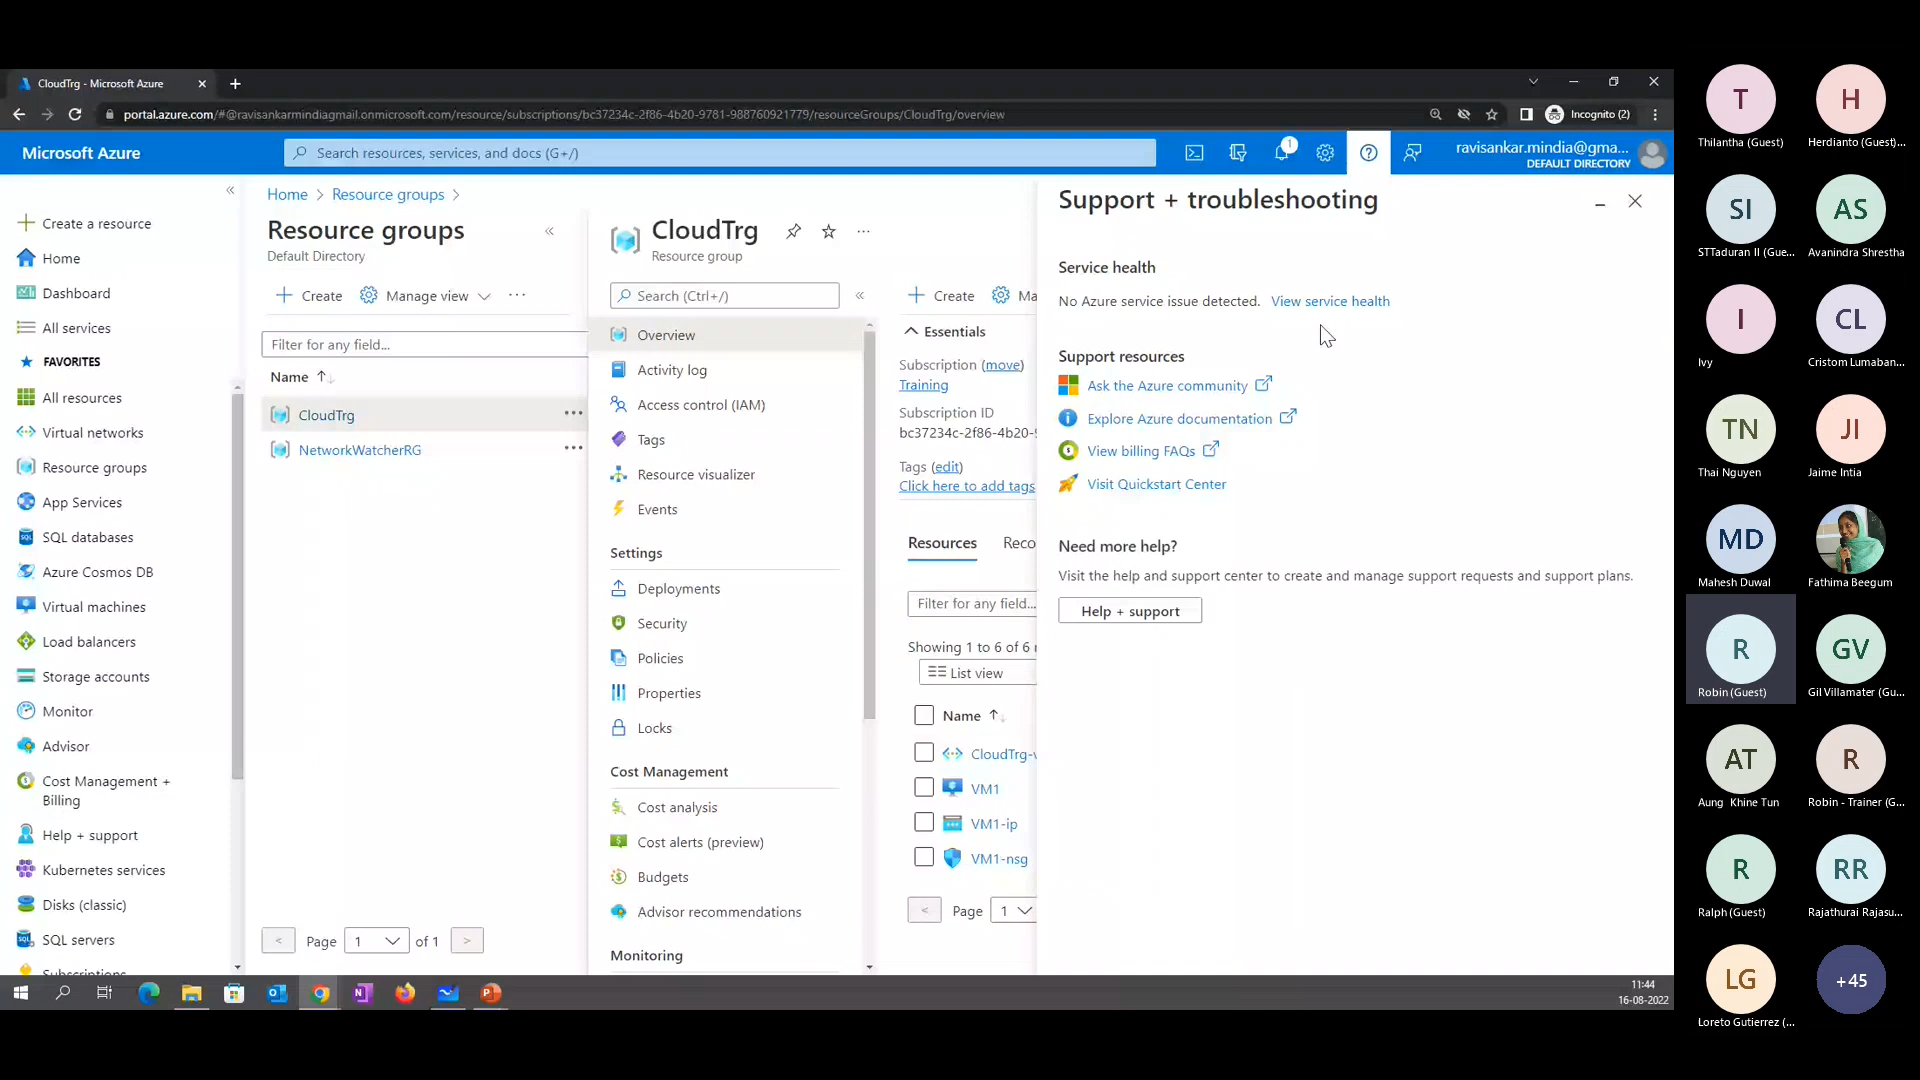 CloudTrg - Microsoft Azure
portal.azure.com/#@ravisankarmindiagmail.onmicrosoft.com/resource/subscriptions/bc37234c-2f86-4b20-9781-988760921779/resourceGroups/CloudTrg/overview
Incognito (2)
Microsoft Azure
Search resources, services, and docs (G+/)
1
ravisankar.mindia@gma...
DEFAULT DIRECTORY
Create a resource
Home
Dashboard
All services
FAVORITES
All resources
Virtual networks
Resource groups
App Services
SQL databases
Azure Cosmos DB
Virtual machines
Load balancers
Storage accounts
Monitor
Advisor
Cost Management +
Billing
Help + support
Kubernetes services
Disks (classic)
SQL servers
Subscriptions
Home > Resource groups >
Resource groups
Default Directory
Create
Manage view
Filter for any field...
Name
CloudTrg
NetworkWatcherRG
< Page 1 of 1 >
CloudTrg
Resource group
Search (Ctrl+/)
Overview
Activity log
Access control (IAM)
Tags
Resource visualizer
Events
Settings
Deployments
Security
Policies
Properties
Locks
Cost Management
Cost analysis
Cost alerts (preview)
Budgets
Advisor recommendations
Monitoring
Create
Ma
Essentials
Subscription (move)
Training
Subscription ID
bc37234c-2f86-4b20-9
Tags (edit)
Click here to add tags
Resources
Reco
Filter for any field...
Showing 1 to 6 of 6 r
List view
Name
CloudTrg-v
VM1
VM1-ip
VM1-nsg
< Page 1
Support + troubleshooting
Service health
No Azure service issue detected. View service health
Support resources
Ask the Azure community
Explore Azure documentation
View billing FAQs
Visit Quickstart Center
Need more help?
Visit the help and support center to create and manage support requests and support plans.
Help + support
11:44
16-08-2022
T
Thilantha (Guest)
H
Herdianto (Guest)...
SI
STTaduran II (Gue...
AS
Avanindra Shrestha
I
Ivy
CL
Cristom Lumaban...
TN
Thai Nguyen
JI
Jaime Intia
MD
Mahesh Duwal
Fathima Beegum
R
Robin (Guest)
GV
Gil Villamater (Gu...
AT
Aung Khine Tun
R
Robin - Trainer (G...
R
Ralph (Guest)
RR
Rajathurai Rajasu...
LG
Loreto Gutierrez (...
+45